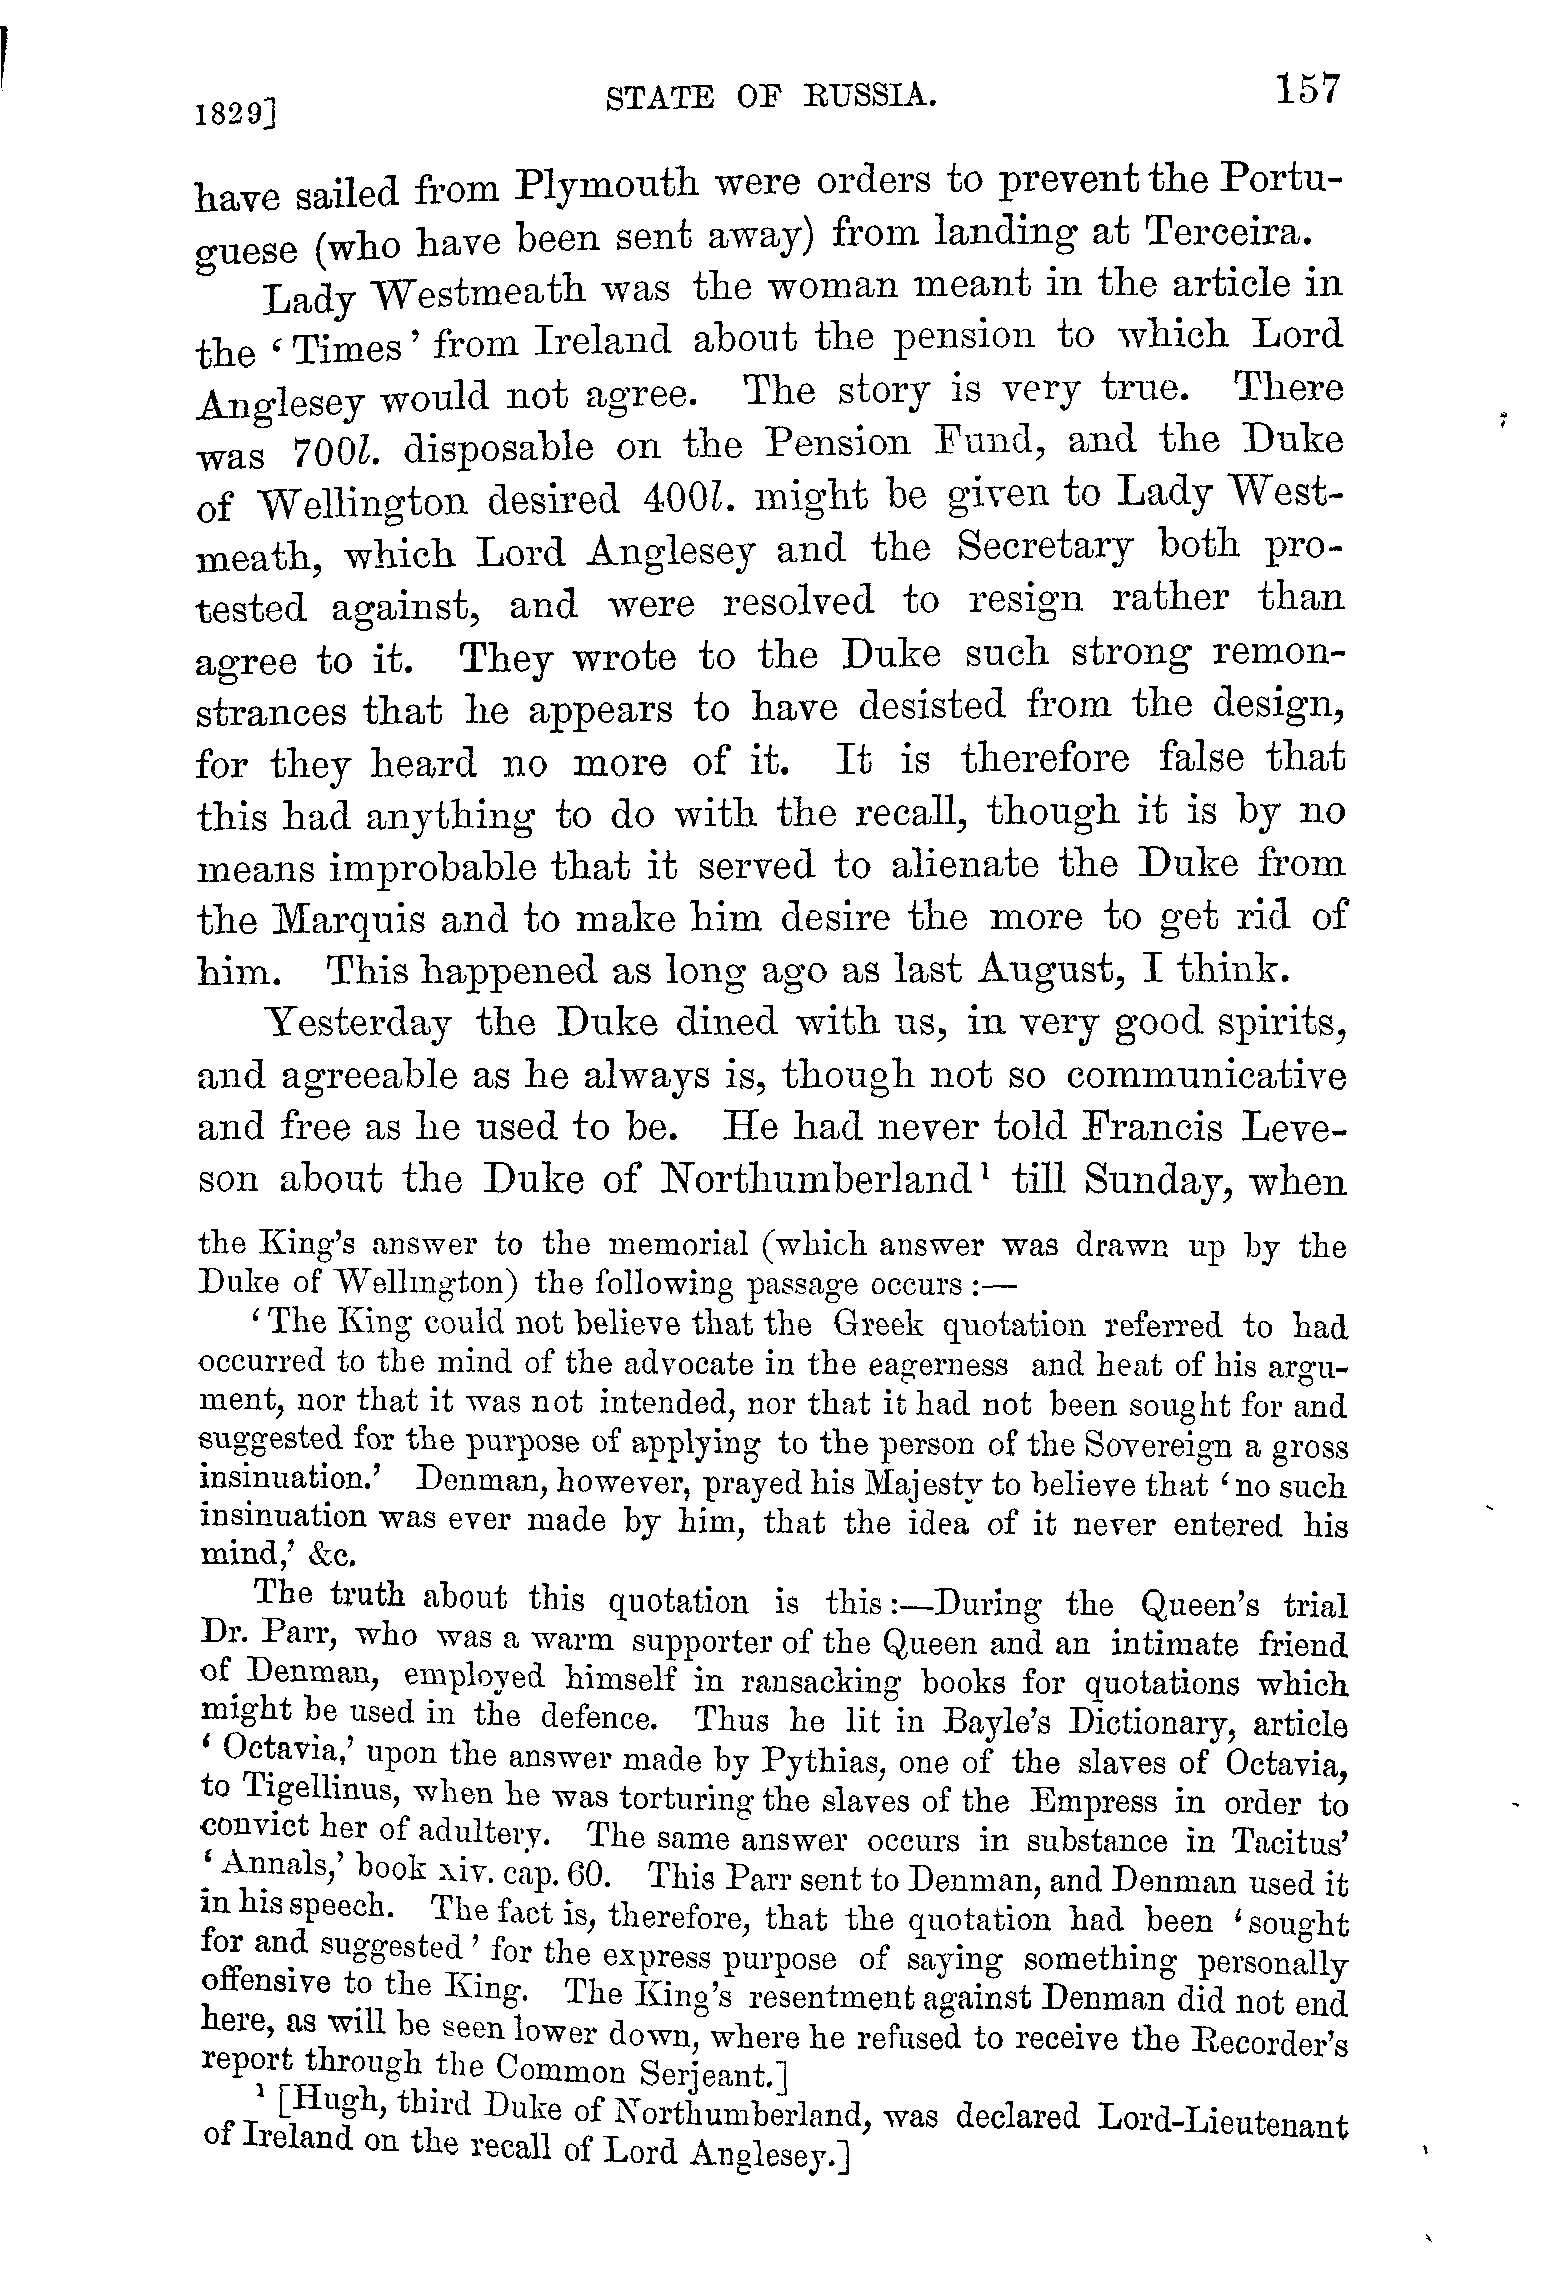 1829] STATE OF RUSSIA. 157
have sailed from Plymouth were orders to prevent the Portu-
guese (who have been sent away) from landing at Terceira.
Lady Westmeath was the woman meant in the article in
the ‘Times’ from Ireland about the pension to which Lord
Anglesey would not agree. The story is very true. There
was 700l. disposable on the Pension Fund, and the Duke
of Wellington desired 400l. might be given to Lady West-
meath, which Lord Anglesey and the Secretary both pro-
tested against, and were resolved to resign rather than
agree to it. They wrote to the Duke such strong remon-
strances that he appears to have desisted from the design,
for they heard no more of it. It is therefore false that
this had anything to do with the recall, though it is by no
means improbable that it served to alienate the Duke from
the Marquis and to make him desire the more to get rid of
him. This happened as long ago as last August, I think.
Yesterday the Duke dined with us, in very good spirits,
and agreeable as he always is, though not so communicative
and free as he used to be. He had never told Francis Leve-
son about the Duke of Northumberland¹ till Sunday, when
the King’s answer to the memorial (which answer was drawn up by the
Duke of Wellington) the following passage occurs:—
‘The King could not believe that the Greek quotation referred to had
occurred to the mind of the advocate in the eagerness and heat of his argu-
ment, nor that it was not intended, nor that it had not been sought for and
suggested for the purpose of applying to the person of the Sovereign a gross
insinuation.’ Denman, however, prayed his Majesty to believe that ‘no such
insinuation was ever made by him, that the idea of it never entered his
mind,’ &c.
The truth about this quotation is this:—During the Queen’s trial
Dr. Parr, who was a warm supporter of the Queen and an intimate friend
of Denman, employed himself in ransacking books for quotations which
might be used in the defence. Thus he lit in Bayle’s Dictionary, article
‘Octavia,’ upon the answer made by Pythias, one of the slaves of Octavia,
to Tigellinus, when he was torturing the slaves of the Empress in order to
convict her of adultery. The same answer occurs in substance in Tacitus’
‘Annals,’ book xiv. cap. 60. This Parr sent to Denman, and Denman used it
in his speech. The fact is, therefore, that the quotation had been ‘sought
for and suggested’ for the express purpose of saying something personally
offensive to the King. The King’s resentment against Denman did not end
here, as will be seen lower down, where he refused to receive the Recorder’s
report through the Common Serjeant.]
¹ [Hugh, third Duke of Northumberland, was declared Lord-Lieutenant
of Ireland on the recall of Lord Anglesey.]